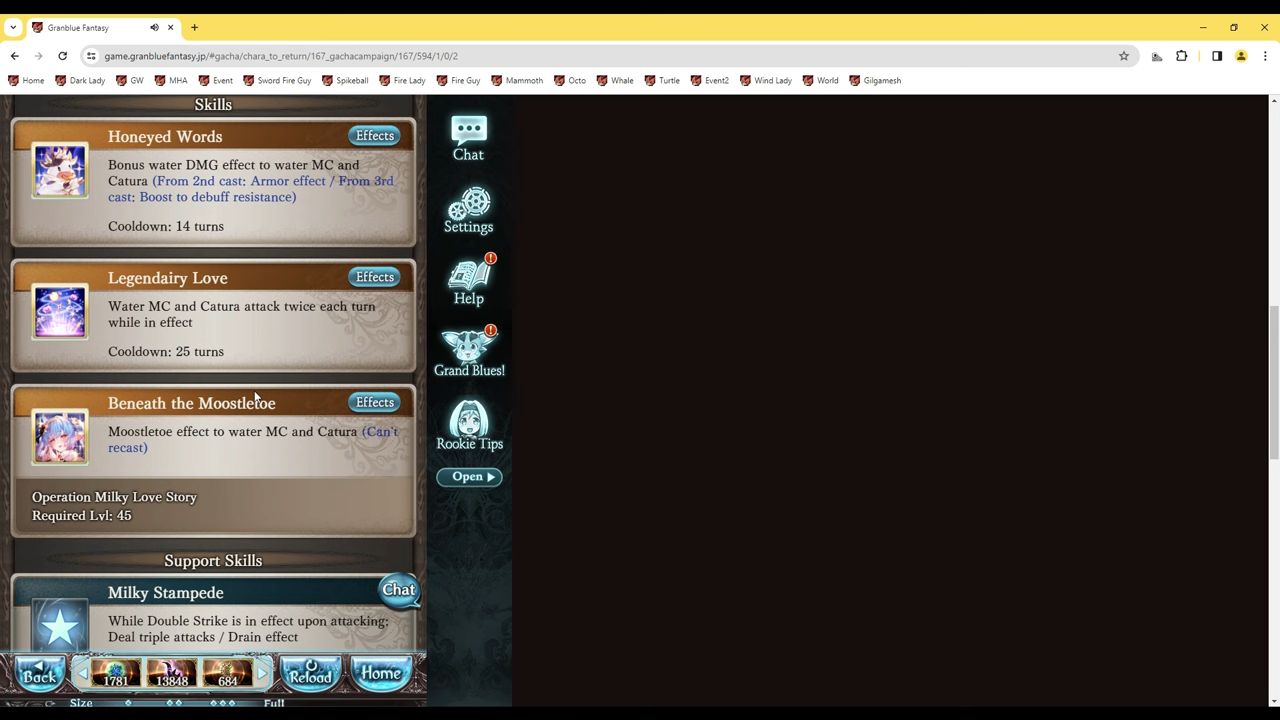 Granblue Fantasy
game.granbluefantasy.jp/#gacha/chara_to_return/167_gachacampaign/167/594/1/0/2
Home Dark Lady GW MHA Event Sword Fire Guy Spikeball Fire Lady Fire Guy Mammoth Octo Whale Turtle Event2 Wind Lady World Gilgamesh
Skills
Honeyed Words Effects
Bonus water DMG effect to water MC and
Catura (From 2nd cast: Armor effect / From 3rd
cast: Boost to debuff resistance)
Cooldown: 14 turns
Legendairy Love Effects
Water MC and Catura attack twice each turn
while in effect
Cooldown: 25 turns
Beneath the Moostletoe Effects
Moostletoe effect to water MC and Catura (Can't
recast)
Operation Milky Love Story
Required Lvl: 45
Support Skills
Milky Stampede
While Double Strike is in effect upon attacking:
Deal triple attacks / Drain effect
Chat
Back 1781 13848 684 Reload Home
Size Full
Chat
Settings
Help
Grand Blues!
Rookie Tips
Open